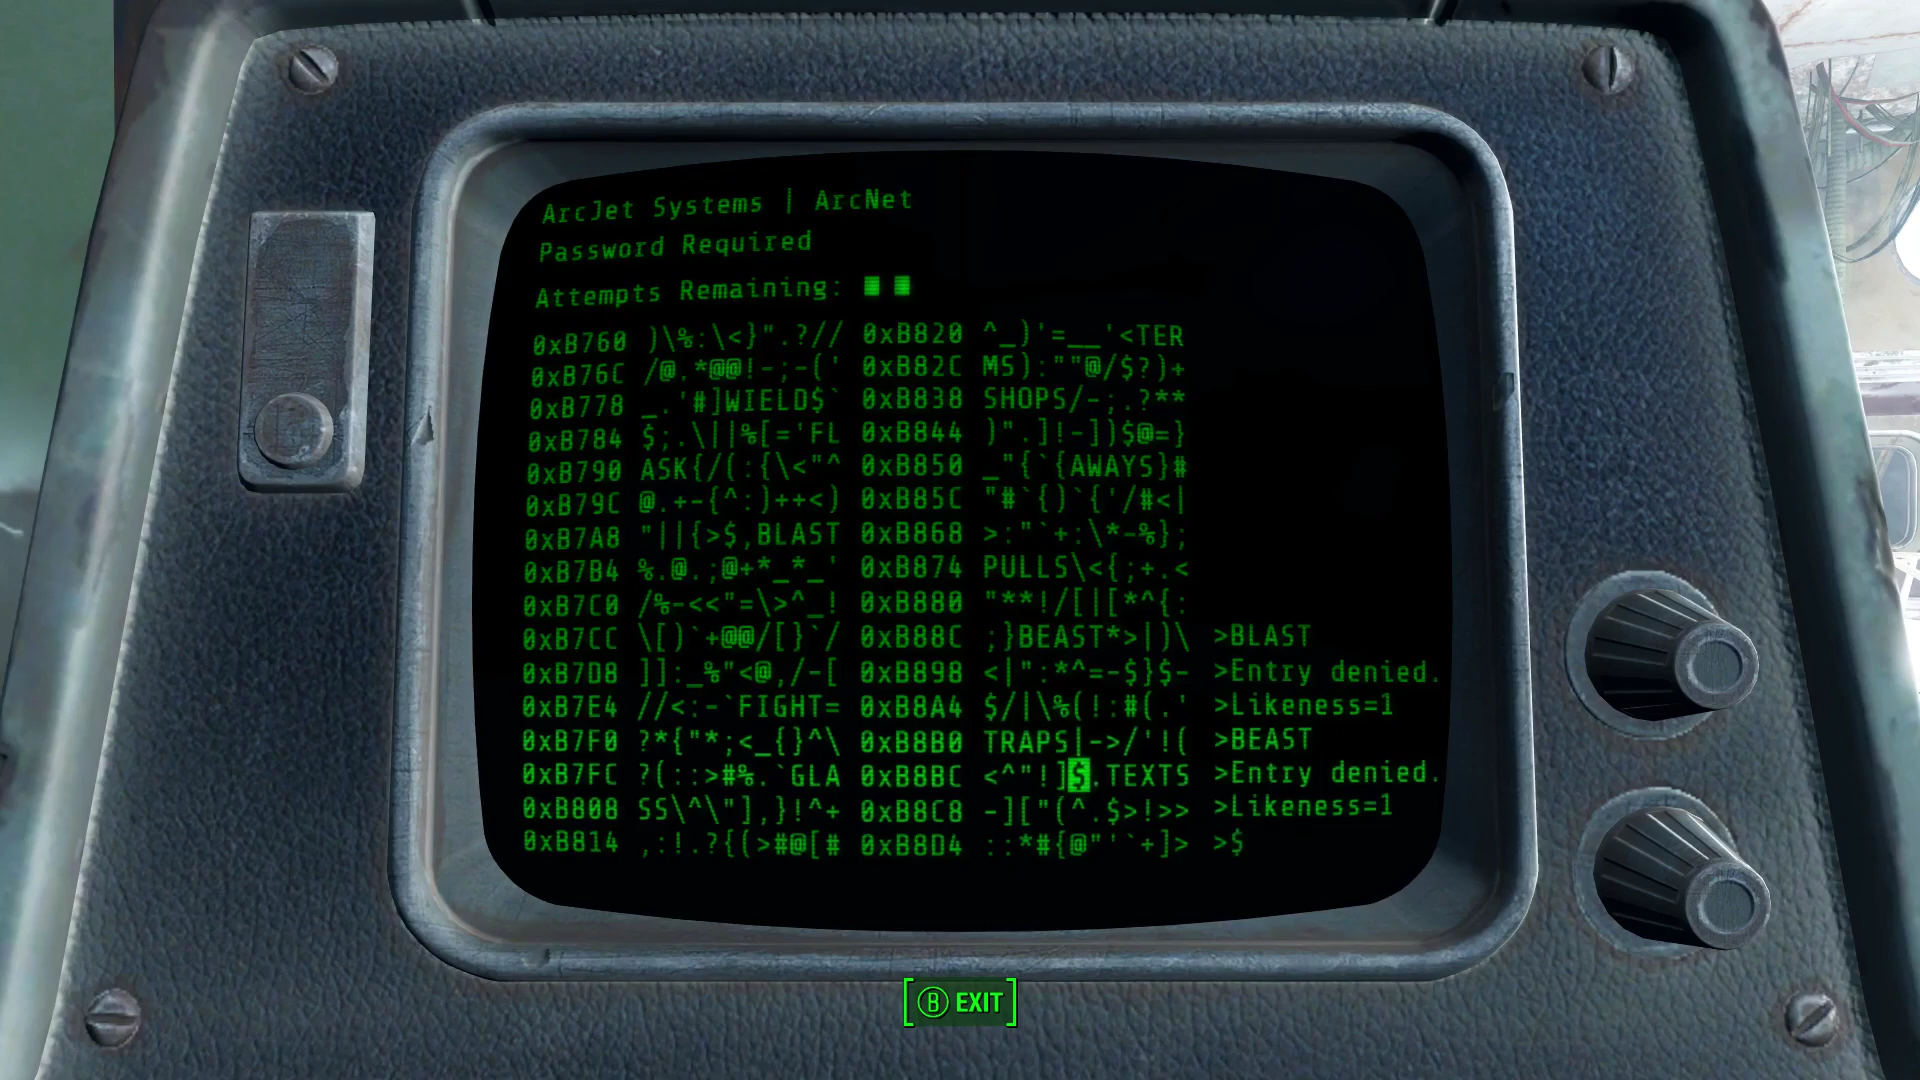 ArcJet Systems | ArcNet
Password Required
Attempts Remaining:
0xB760 )\%:\<}".?// 0xB820 ^_)'=__'<TER
0xB76C /@.*@@!-;-(' 0xB82C MS):""@/$?)+
0xB778 _.'#]WIELD$` 0xB838 SHOPS/-;.?**
0xB784 $;.\||%[='FL 0xB844 )".]!-])$@=}
0xB790 ASK{/(:{\<"^ 0xB850 _"{`{AWAYS}#
0xB79C @.+-{^:)++<) 0xB85C "#`{)`{'/#<|
0xB7A8 "||{>$,BLAST 0xB868 >:"`+:\*-%};
0xB7B4 %.@.;@+*_*_' 0xB874 PULLS\<{;+.<
0xB7C0 /%-<<"=\>^_! 0xB880 "**!/[|[*^{:
0xB7CC \[)`+@@/[}`/ 0xB88C ;}BEAST*>|)\ >BLAST
0xB7D8 ]]:_%"<@,/-[ 0xB898 <|":*^=-$}$- >Entry denied.
0xB7E4 //<:-`FIGHT= 0xB8A4 $/|\%(!:#(.' >Likeness=1
0xB7F0 ?*{"*;<_{}^\ 0xB8B0 TRAPS|->/'!( >BEAST
0xB7FC ?(::>#%.`GLA 0xB8BC <^"!]$.TEXTS >Entry denied.
0xB808 SS\^\"],}!^+ 0xB8C8 -]["(^.$>!>> >Likeness=1
0xB814 ,:!.?{(>#@[# 0xB8D4 ::*#{@"'`+]> >$
B EXIT